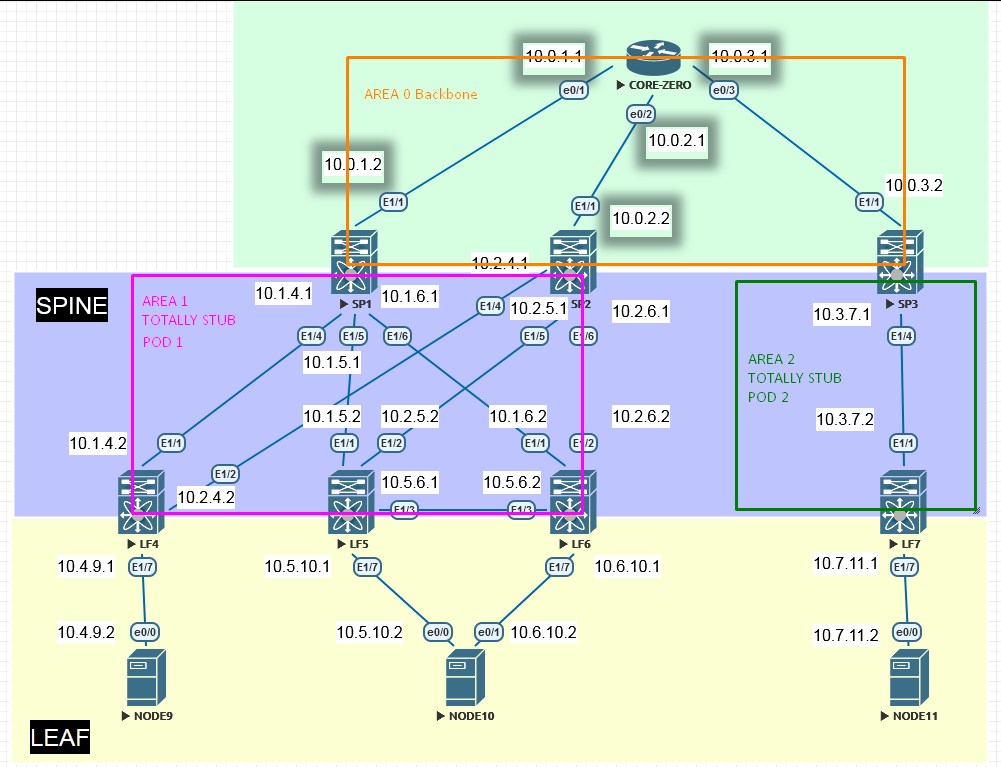 10.0.1.1
10.0.3.1
CORE-ZERO
AREA 0 Backbone
e0/1
e0/3
e0/2
10.0.2.1
10.0.1.2
10.0.3.2
E1/1
E1/1
E1/1
10.0.2.2
10.2.4.1
SPINE
AREA 1
TOTALLY STUB
POD 1
10.1.4.1
SP1
10.1.6.1
E1/4
10.2.5.1
SP2
10.2.6.1
SP3
10.3.7.1
E1/4
E1/5
E1/6
E1/5
E1/6
E1/4
10.1.5.1
AREA 2
TOTALLY STUB
POD 2
10.1.5.2
10.2.5.2
10.1.6.2
10.2.6.2
10.3.7.2
10.1.4.2
E1/1
E1/1
E1/2
E1/1
E1/2
E1/1
E1/2
10.2.4.2
10.5.6.1
10.5.6.2
E1/3
E1/3
LF4
LF5
LF6
LF7
10.4.9.1
E1/7
10.5.10.1
E1/7
E1/7
10.6.10.1
10.7.11.1
E1/7
10.4.9.2
e0/0
10.5.10.2
e0/0
e0/1
10.6.10.2
10.7.11.2
e0/0
NODE9
NODE10
NODE11
LEAF